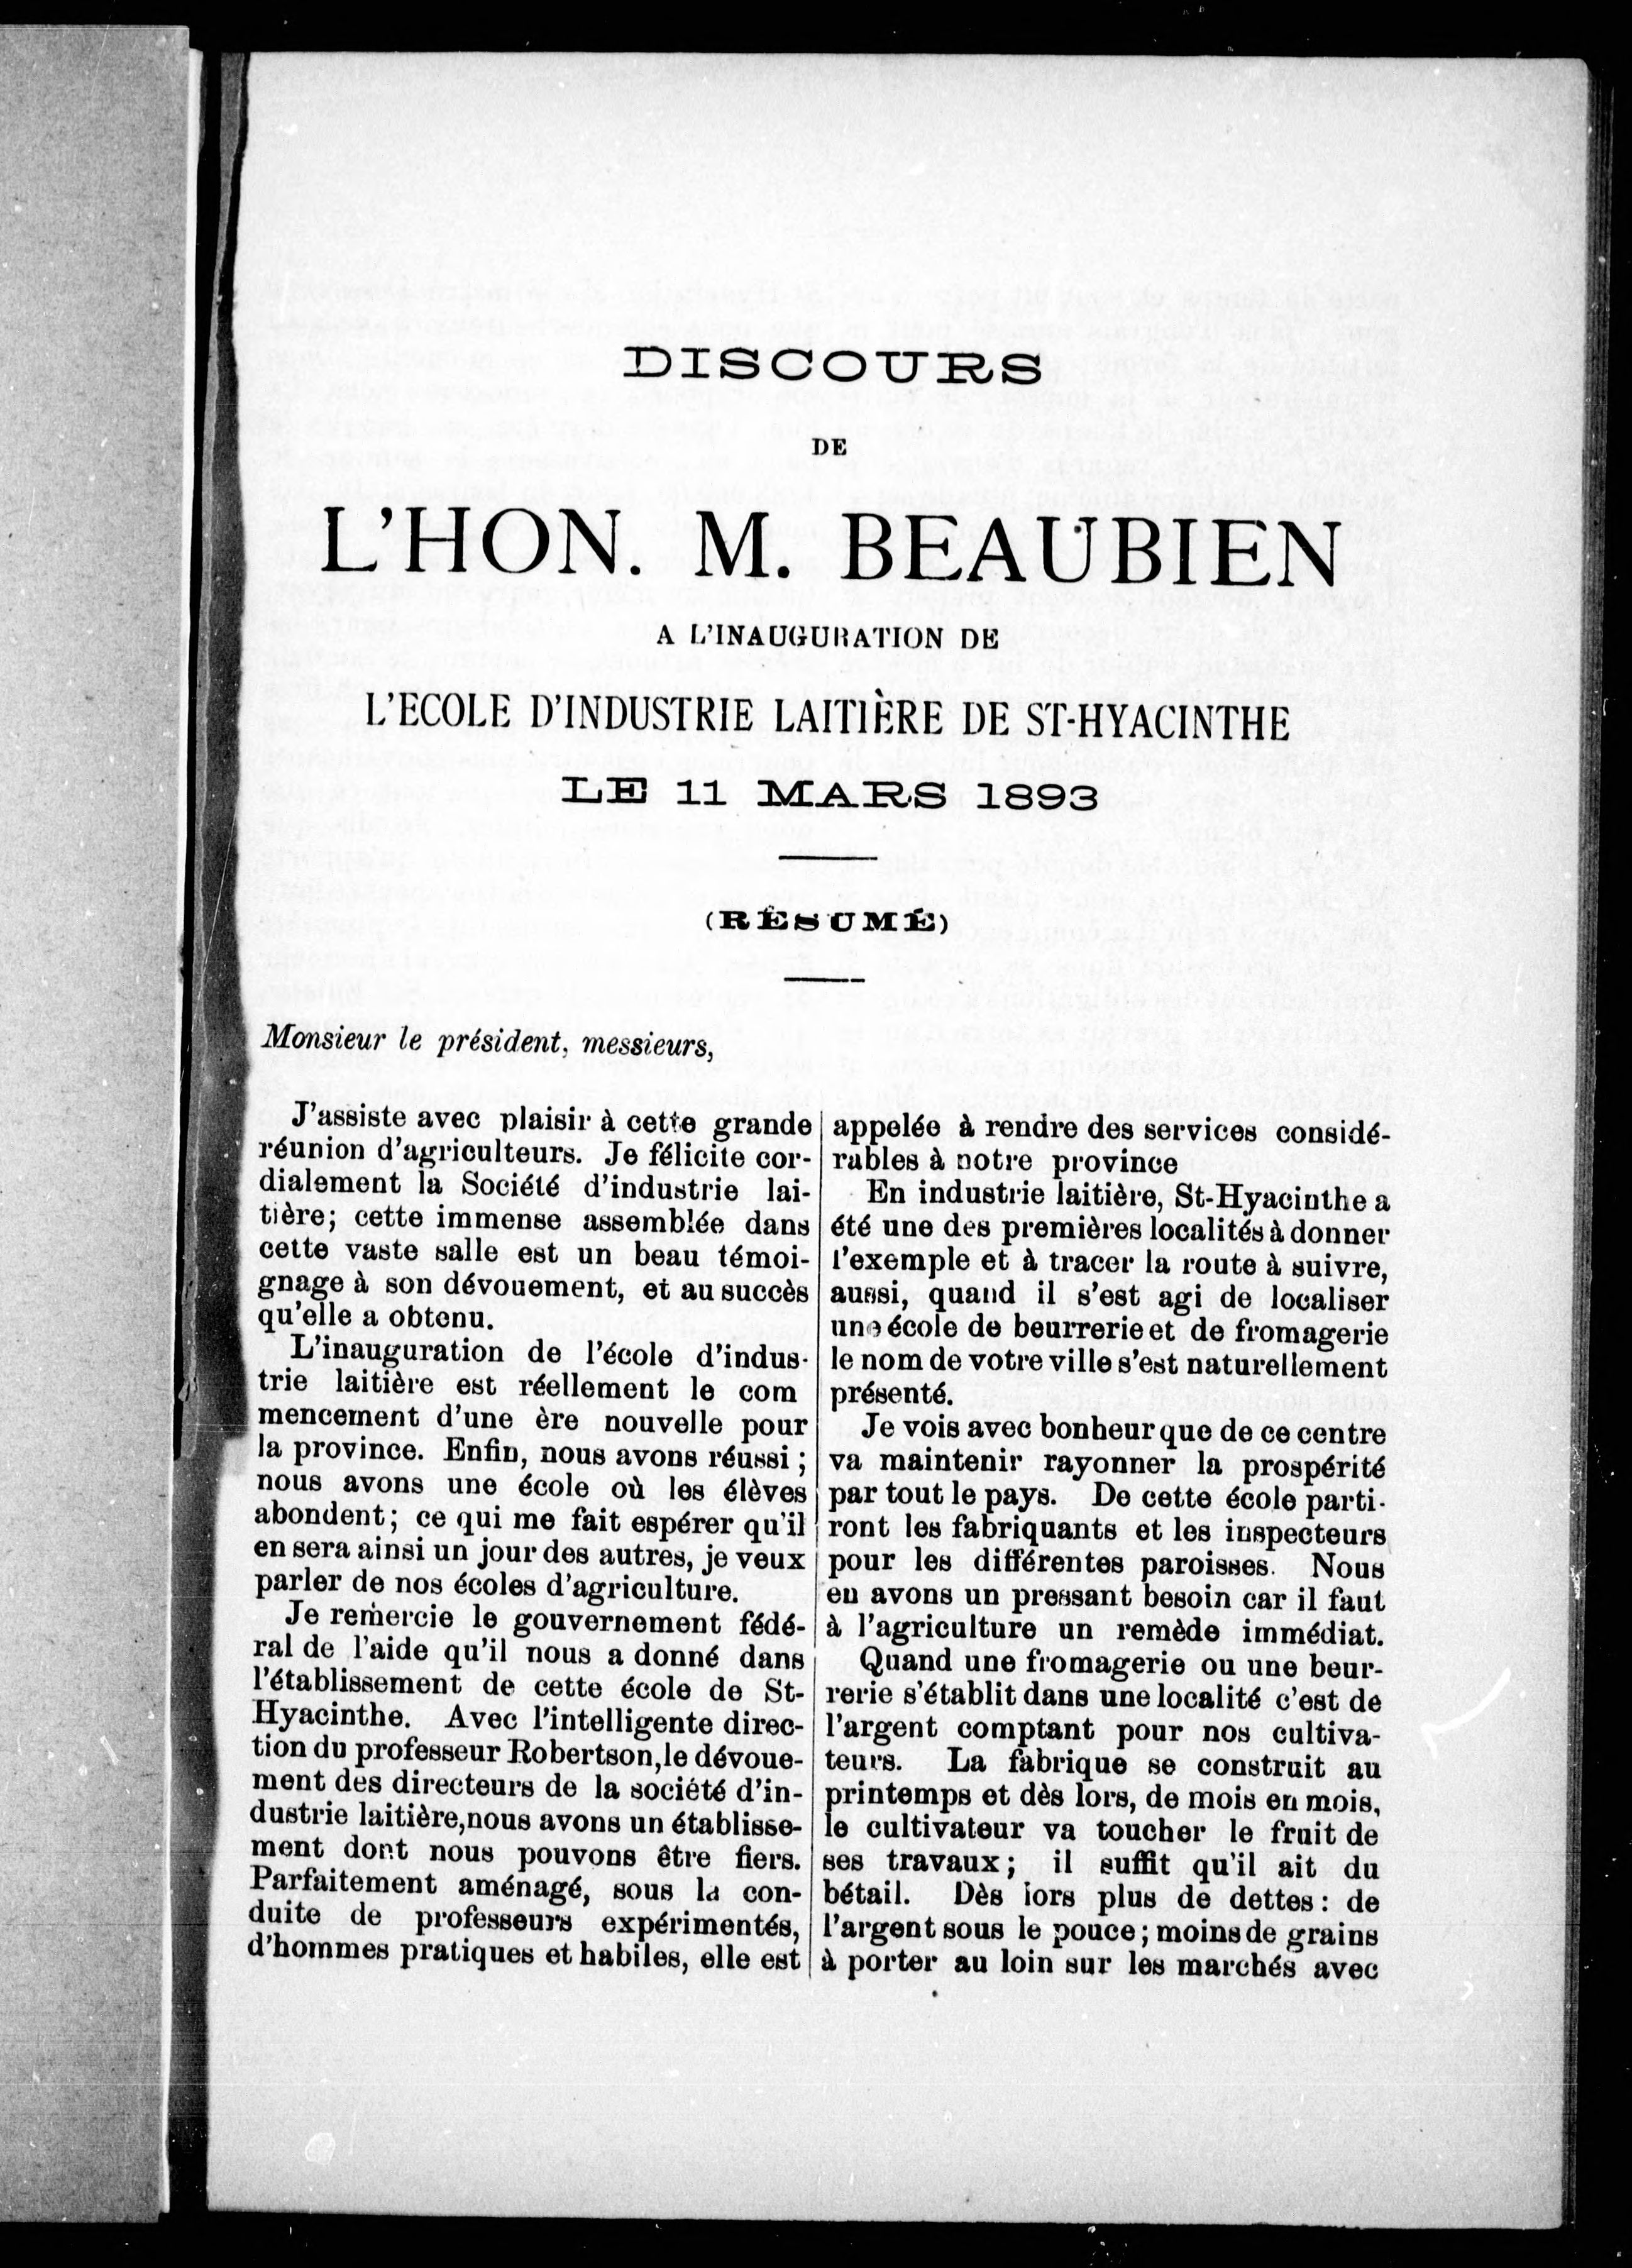 DISCOURS
DE
L'HON. M. BEAUBIEN
A L'INAUGURATION DE
L'ECOLE D'INDUSTRIE LAITIÈRE DE ST-HYACINTHE
LE 11 MARS 1893
(RÉSUMÉ)
Monsieur le président, messieurs,
J'assiste avec plaisir à cette grande
réunion d'agriculteurs. Je félicite cor-
dialement la Société d'industrie lai-
tière; cette immense assemblée dans
cette vaste salle est un beau témoi-
gnage à son dévouement, et au succès
qu'elle a obtenu.
L'inauguration de l'école d'indus-
trie laitière est réellement le com
mencement d'une ère nouvelle pour
la province. Enfin, nous avons réussi ;
nous avons une école où les élèves
abondent; ce qui me fait espérer qu'il
en sera ainsi un jour des autres, je veux
parler de nos écoles d'agriculture.
Je remercie le gouvernement fédé-
ral de l'aide qu'il nous a donné dans
l'établissement de cette école de St-
Hyacinthe. Avec l'intelligente direc-
tion du professeur Robertson, le dévoue-
ment des directeurs de la société d'in-
dustrie laitière, nous avons un établisse-
ment dont nous pouvons être fiers.
Parfaitement aménagé, sous la con-
duite de professeurs expérimentés,
d'hommes pratiques et habiles, elle est
appelée à rendre des services considé-
rables à notre province
En industrie laitière, St-Hyacinthe a
été une des premières localités à donner
l'exemple et à tracer la route à suivre,
aussi, quand il s'est agi de localiser
une école de beurrerie et de fromagerie
le nom de votre ville s'est naturellement
présenté.
Je vois avec bonheur que de ce centre
va maintenir rayonner la prospérité
par tout le pays. De cette école parti-
ront les fabriquants et les inspecteurs
pour les différentes paroisses. Nous
en avons un pressant besoin car il faut
à l'agriculture un remède immédiat.
Quand une fromagerie ou une beur-
rerie s'établit dans une localité c'est de
l'argent comptant pour nos cultiva-
teurs. La fabrique se construit au
printemps et dès lors, de mois en mois,
le cultivateur va toucher le fruit de
ses travaux; il suffit qu'il ait du
bétail. Dès lors plus de dettes: de
l'argent sous le pouce; moins de grains
à porter au loin sur les marchés avec